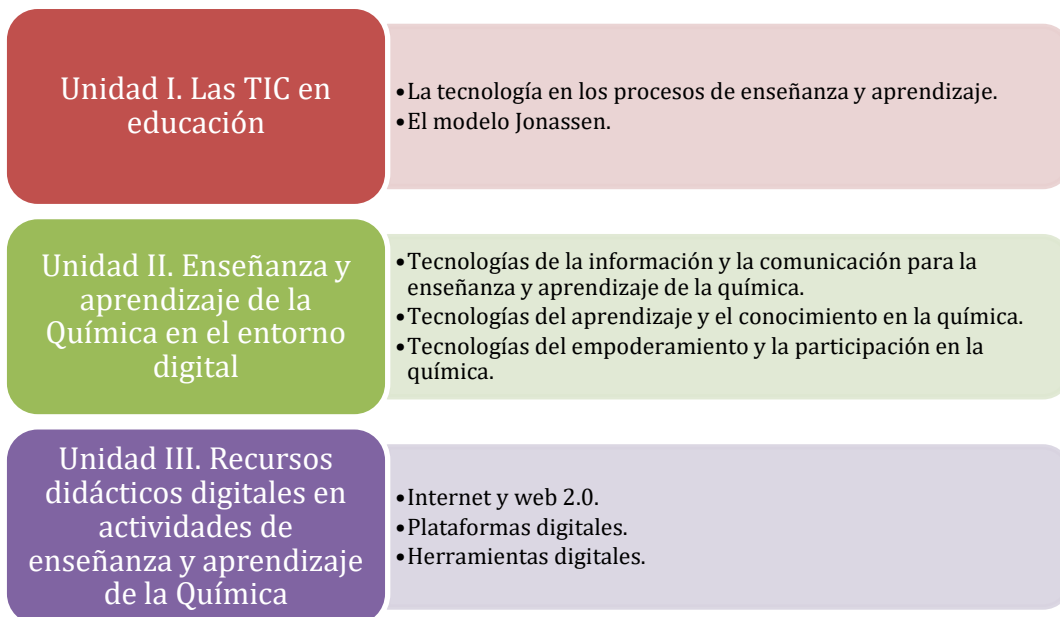 Unidad I. Las TIC en
educación
•La tecnología en los procesos de enseñanza y aprendizaje.
•El modelo Jonassen.
Unidad II. Enseñanza y
aprendizaje de la
Química en el entorno
digital
•Tecnologías de la información y la comunicación para la
enseñanza y aprendizaje de la química.
•Tecnologías del aprendizaje y el conocimiento en la química.
•Tecnologías del empoderamiento y la participación en la
química.
Unidad III. Recursos
didácticos digitales en
actividades de
enseñanza y aprendizaje
de la Química
•Internet y web 2.0.
•Plataformas digitales.
•Herramientas digitales.